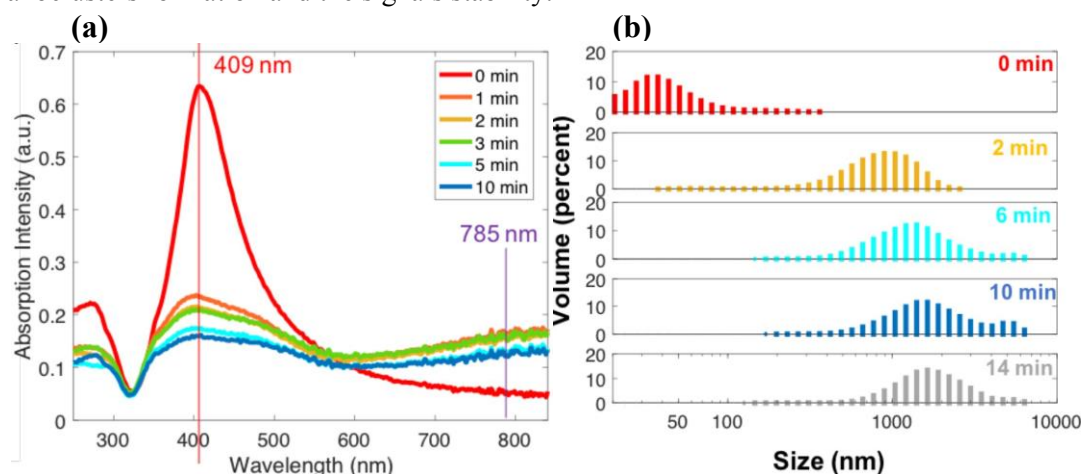 (a)
(b)
0.7
0.6
0.5
0.4
0.3
0.2
0.1
0
Absorption Intensity (a.u.)
409 nm
785 nm
0 min
1 min
2 min
3 min
5 min
10 min
300 400 500 600 700 800
Wavelength (nm)
Volume (percent)
20
10
0
0 min
20
10
0
2 min
20
10
0
6 min
20
10
0
10 min
20
10
0
14 min
50 100 1000 10000
Size (nm)